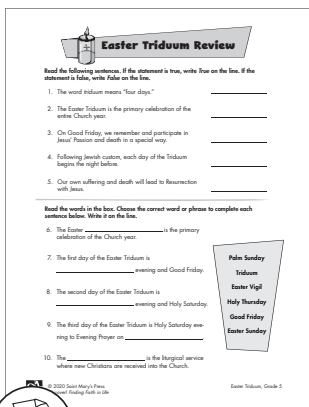 Easter Triduum Review
Read the following sentences. If the statement is true, write True on the line. If the
statement is false, write False on the line.
1. The word triduum means "four days."
2. The Easter Triduum is the primary celebration of the
entire Church year.
3. On Good Friday, we remember and participate in
Jesus' Passion and death in a special way.
4. Following Jewish custom, each day of the Triduum
begins the night before.
5. Our own suffering and death will lead to Resurrection
with Jesus.
Read the words in the box. Choose the correct word or phrase to complete each
sentence below. Write it on the line.
6. The Easter ____________ is the primary
celebration of the Church year.
7. The first day of the Easter Triduum is
____________ evening and Good Friday.
8. The second day of the Easter Triduum is
____________ evening and Holy Saturday.
9. The third day of the Easter Triduum is Holy Saturday eve-
ning to Evening Prayer on ____________.
10. The ____________ is the liturgical service
where new Christians are received into the Church.
Palm Sunday
Triduum
Easter Vigil
Holy Thursday
Good Friday
Easter Sunday
© 2020 Saint Mary's Press
Finding Faith in Life
Easter Triduum, Grade 5